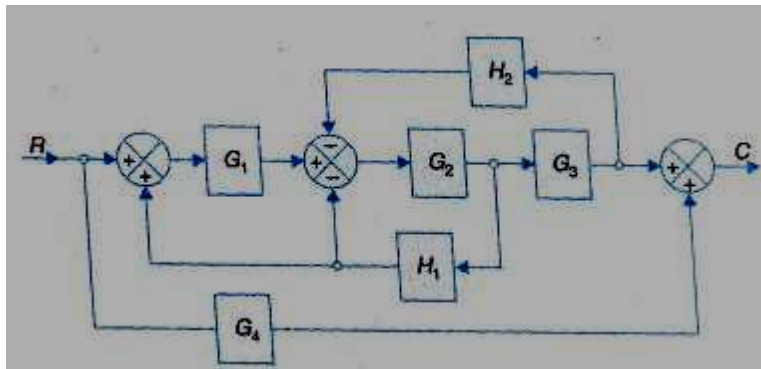 H₂
R
+
+
G₁
+
−
−
G₂
G₃
+
+
C
H₁
G₄